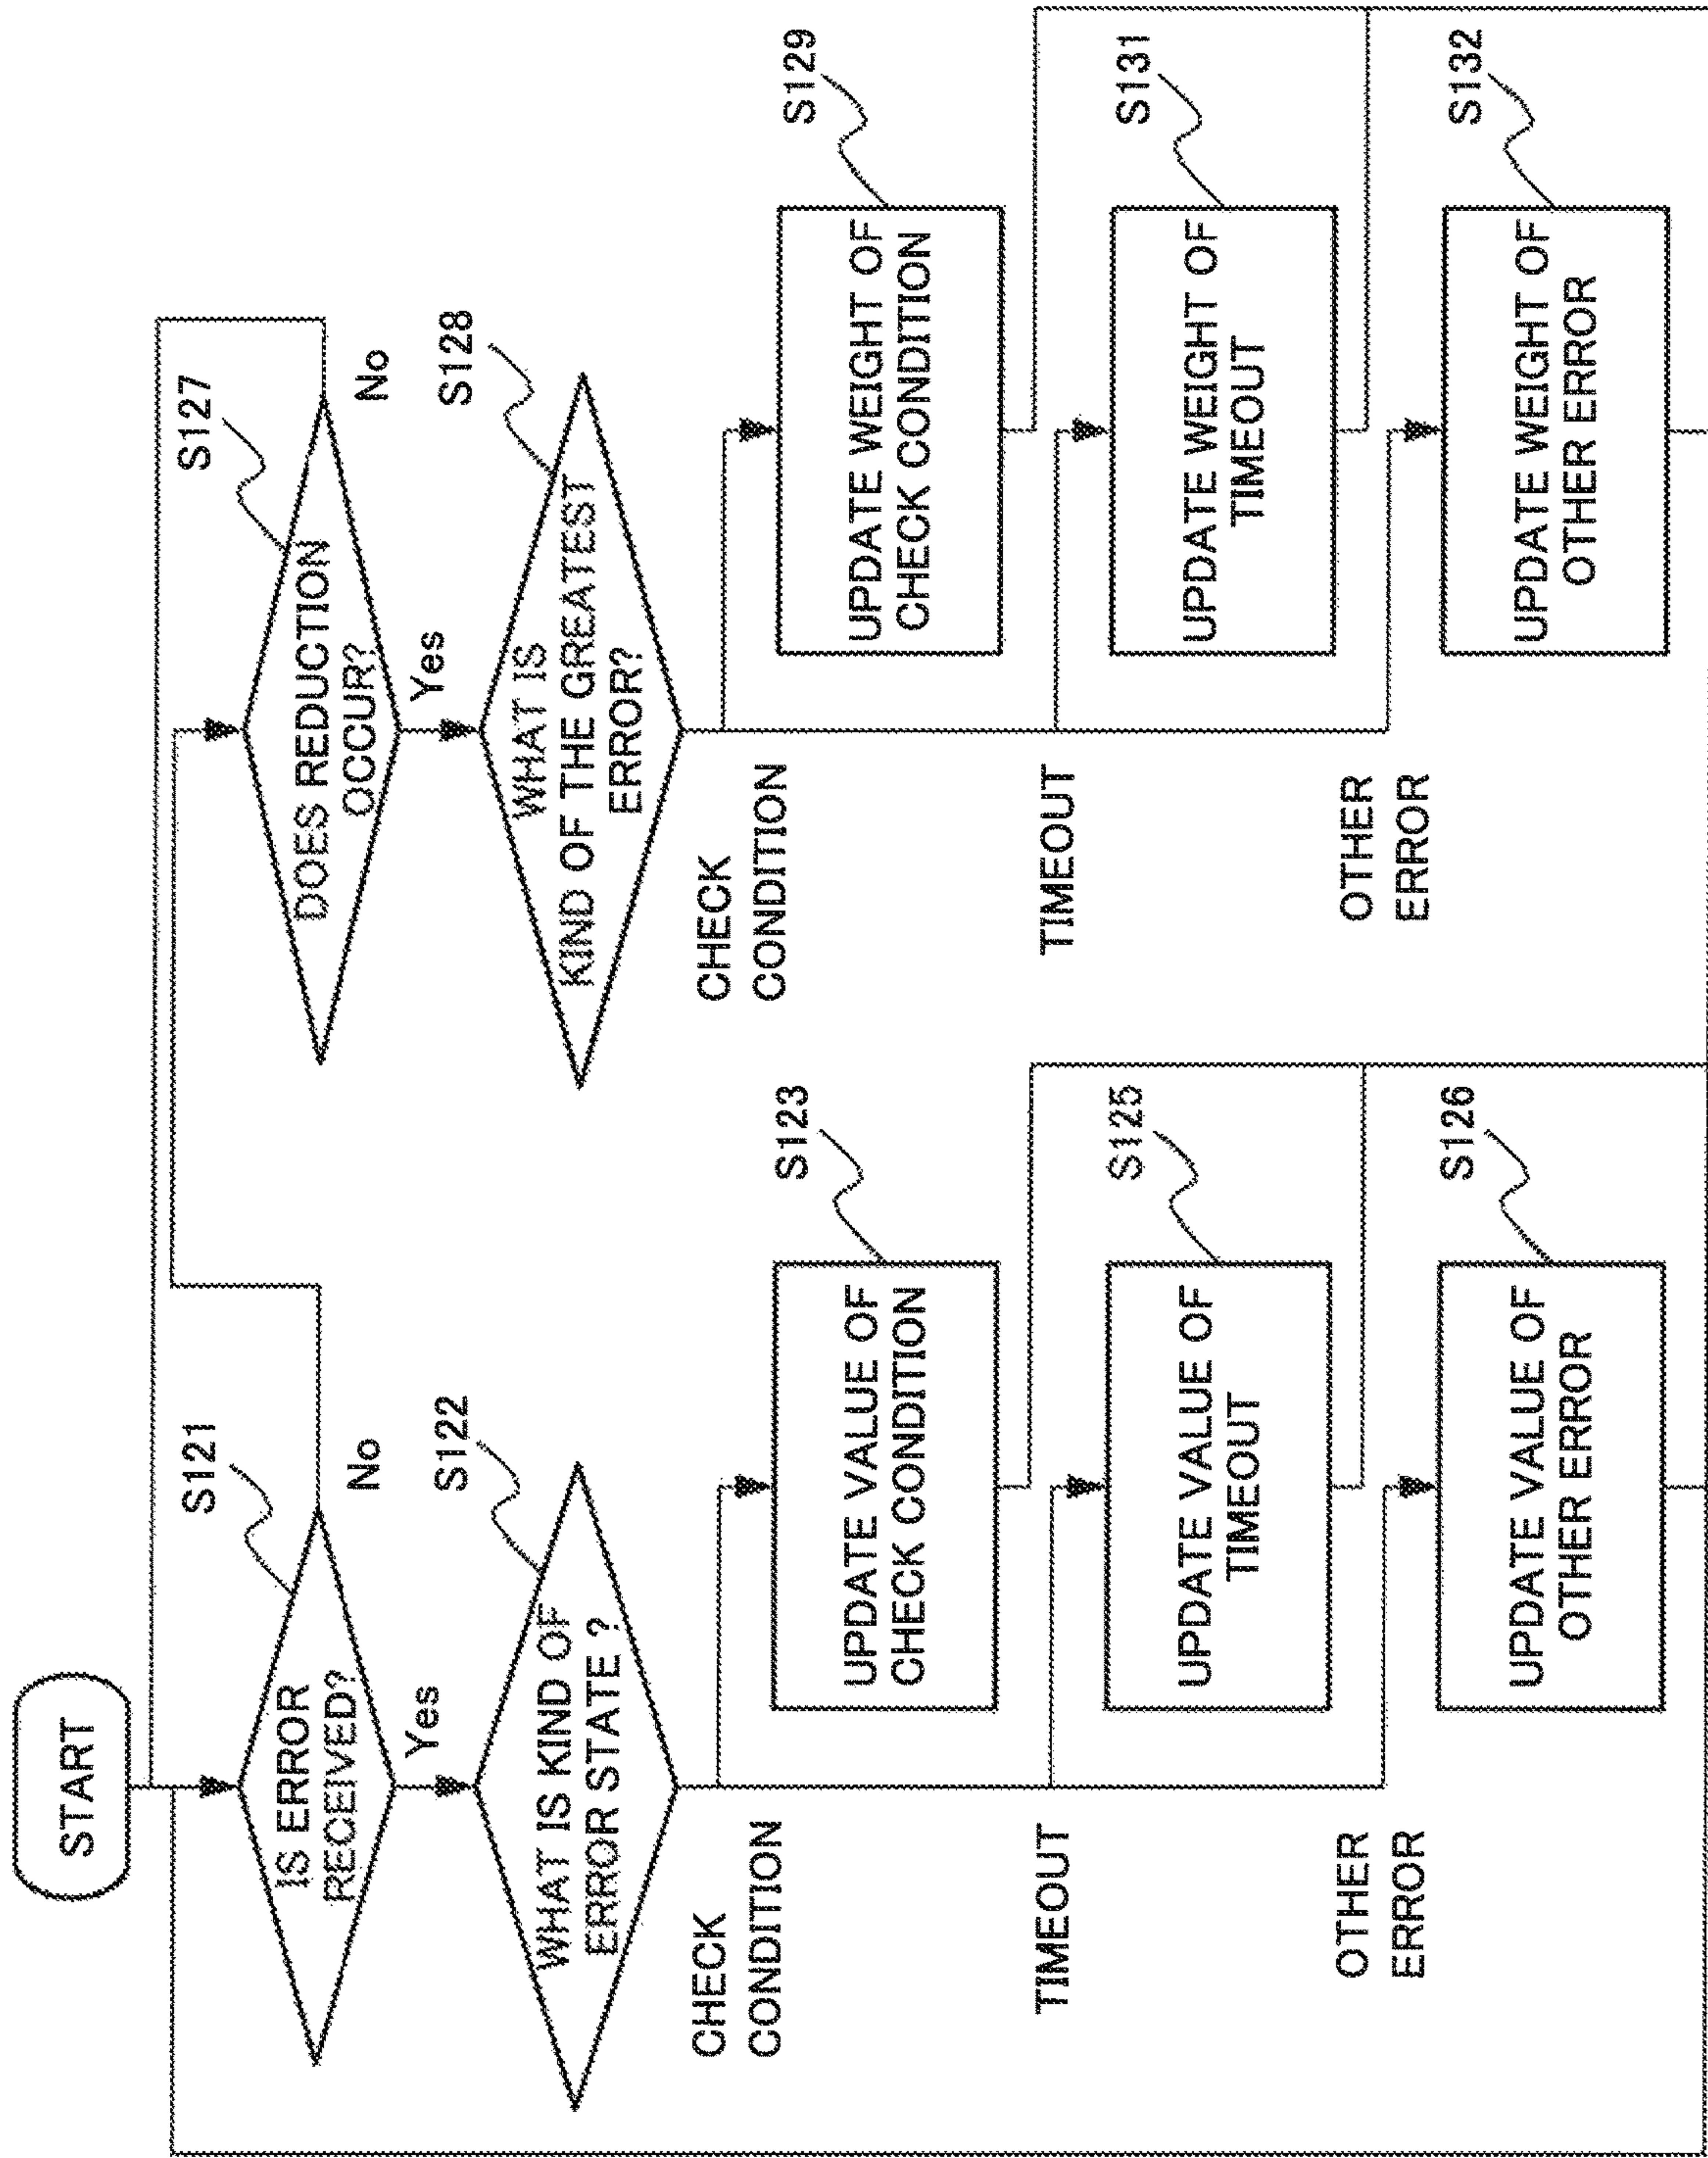 START
S121
IS ERROR
RECEIVED?
No
Yes
S122
WHAT IS KIND OF
ERROR STATE ?
CHECK
CONDITION
S123
UPDATE VALUE OF
CHECK CONDITION
TIMEOUT
S125
UPDATE VALUE OF
TIMEOUT
OTHER
ERROR
S126
UPDATE VALUE OF
OTHER ERROR
S127
DOES REDUCTION
OCCUR?
No
Yes
S128
WHAT IS
KIND OF THE GREATEST
ERROR?
CHECK
CONDITION
S129
UPDATE WEIGHT OF
CHECK CONDITION
TIMEOUT
S131
UPDATE WEIGHT OF
TIMEOUT
OTHER
ERROR
S132
UPDATE WEIGHT OF
OTHER ERROR